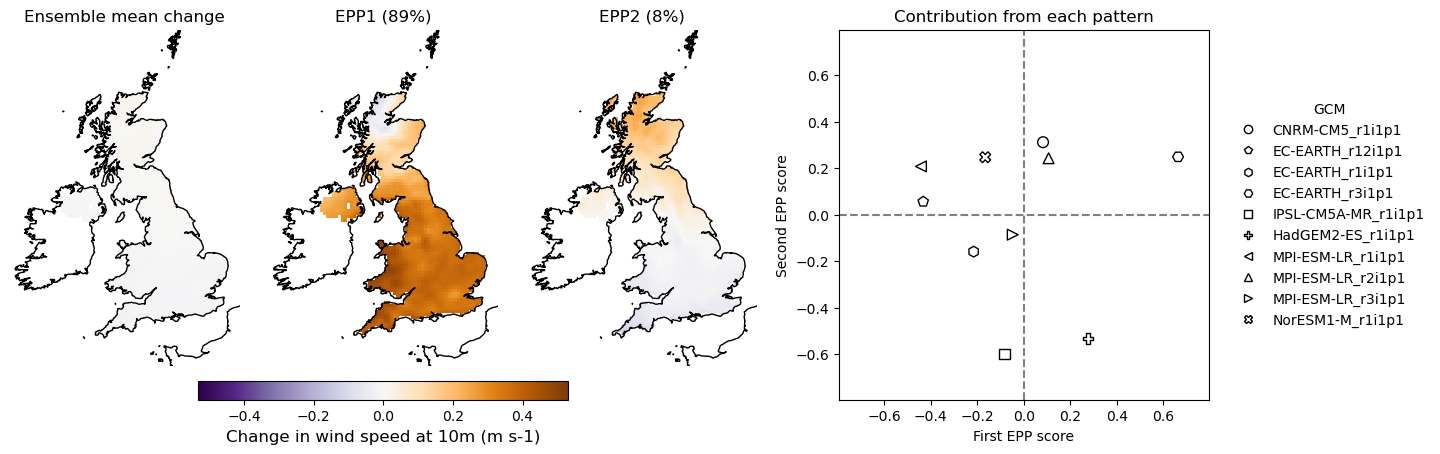 Ensemble mean change
EPP1 (89%)
EPP2 (8%)
Contribution from each pattern
−0.4 −0.2 0.0 0.2 0.4
Change in wind speed at 10m (m s-1)
Second EPP score
0.6
0.4
0.2
0.0
−0.2
−0.4
−0.6
−0.6 −0.4 −0.2 0.0 0.2 0.4 0.6
First EPP score
GCM
CNRM-CM5_r1i1p1
EC-EARTH_r12i1p1
EC-EARTH_r1i1p1
EC-EARTH_r3i1p1
IPSL-CM5A-MR_r1i1p1
HadGEM2-ES_r1i1p1
MPI-ESM-LR_r1i1p1
MPI-ESM-LR_r2i1p1
MPI-ESM-LR_r3i1p1
NorESM1-M_r1i1p1